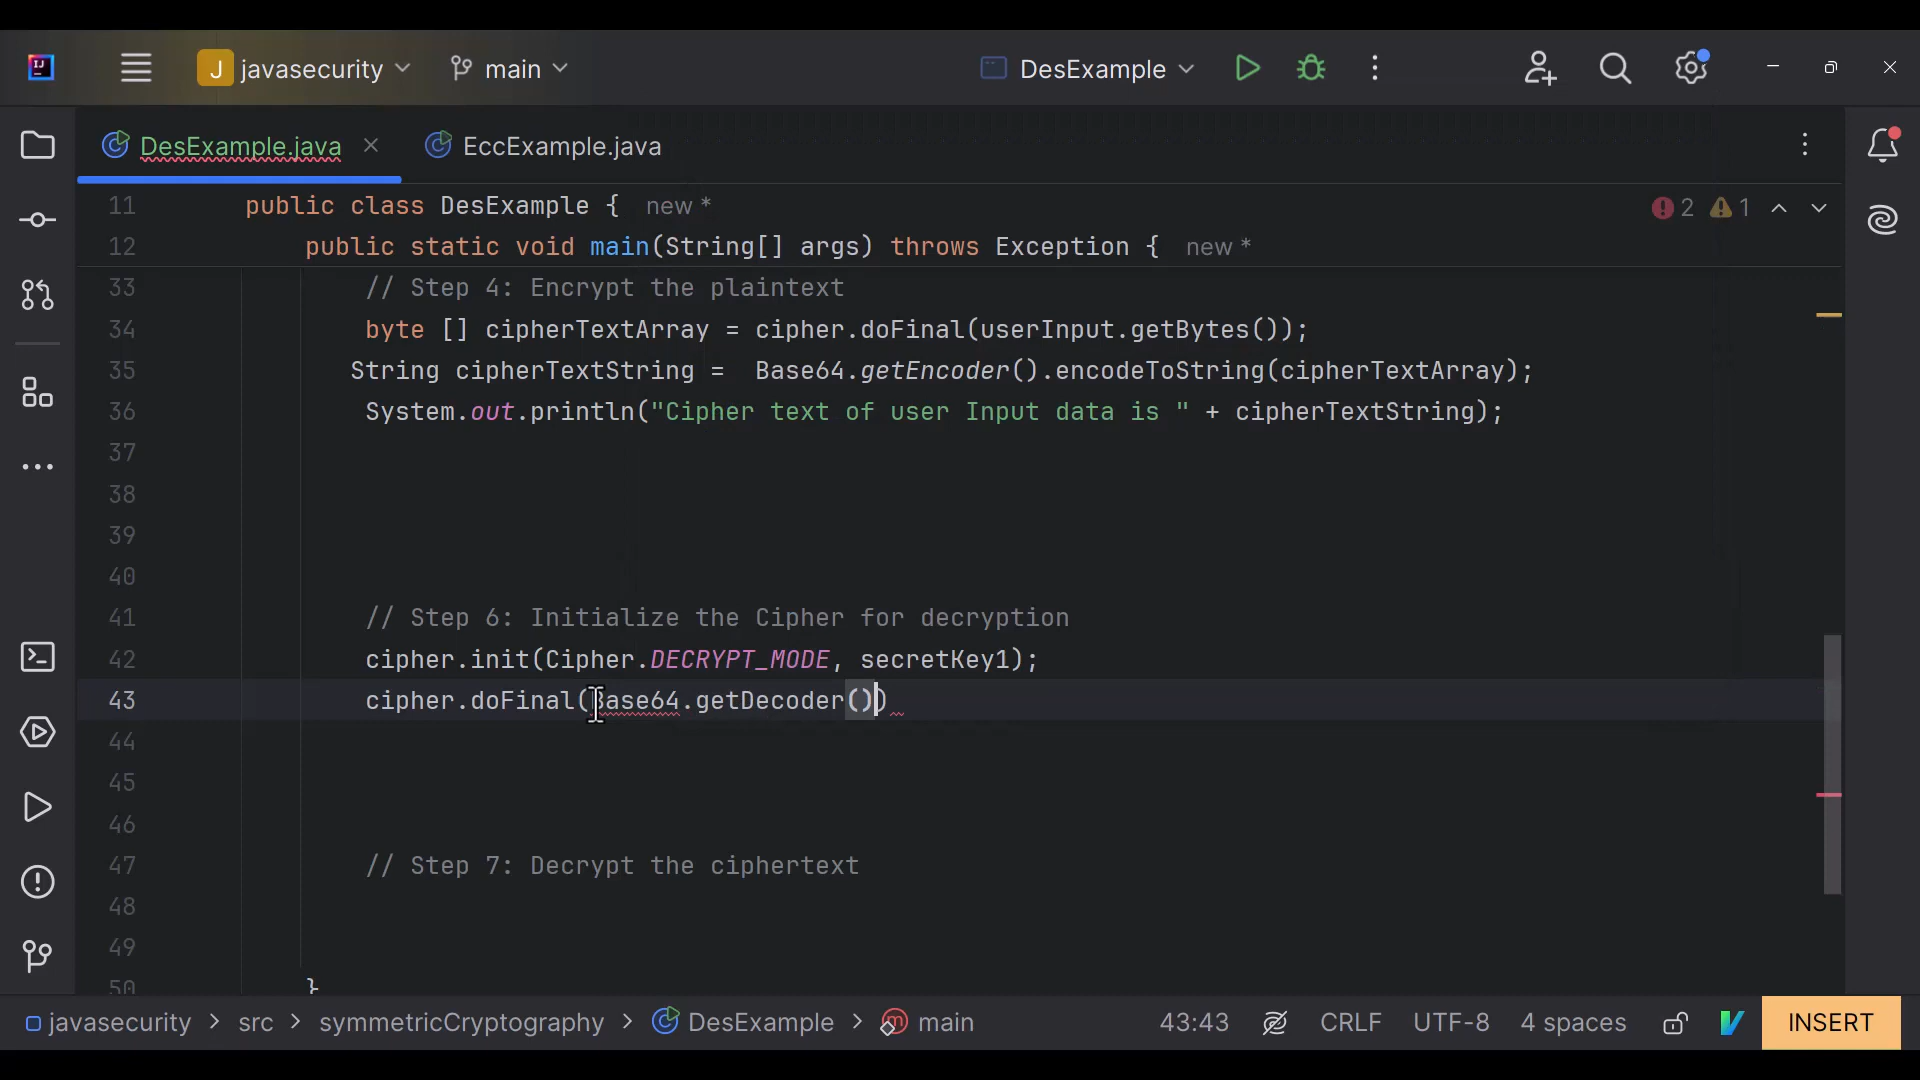 IJ
J javasecurity main DesExample
DesExample.java EccExample.java
11 public class DesExample { new *
2 1
12 public static void main(String[] args) throws Exception { new *
33 // Step 4: Encrypt the plaintext
34 byte [] cipherTextArray = cipher.doFinal(userInput.getBytes());
35 String cipherTextString =  Base64.getEncoder().encodeToString(cipherTextArray);
36 System.out.println("Cipher text of user Input data is " + cipherTextString);
37
38
39
40
41 // Step 6: Initialize the Cipher for decryption
42 cipher.init(Cipher.DECRYPT_MODE, secretKey1);
43 cipher.doFinal(Base64.getDecoder())
44
45
46
47 // Step 7: Decrypt the ciphertext
48
49
50 }
javasecurity > src > symmetricCryptography > DesExample > m main 43:43 CRLF UTF-8 4 spaces INSERT